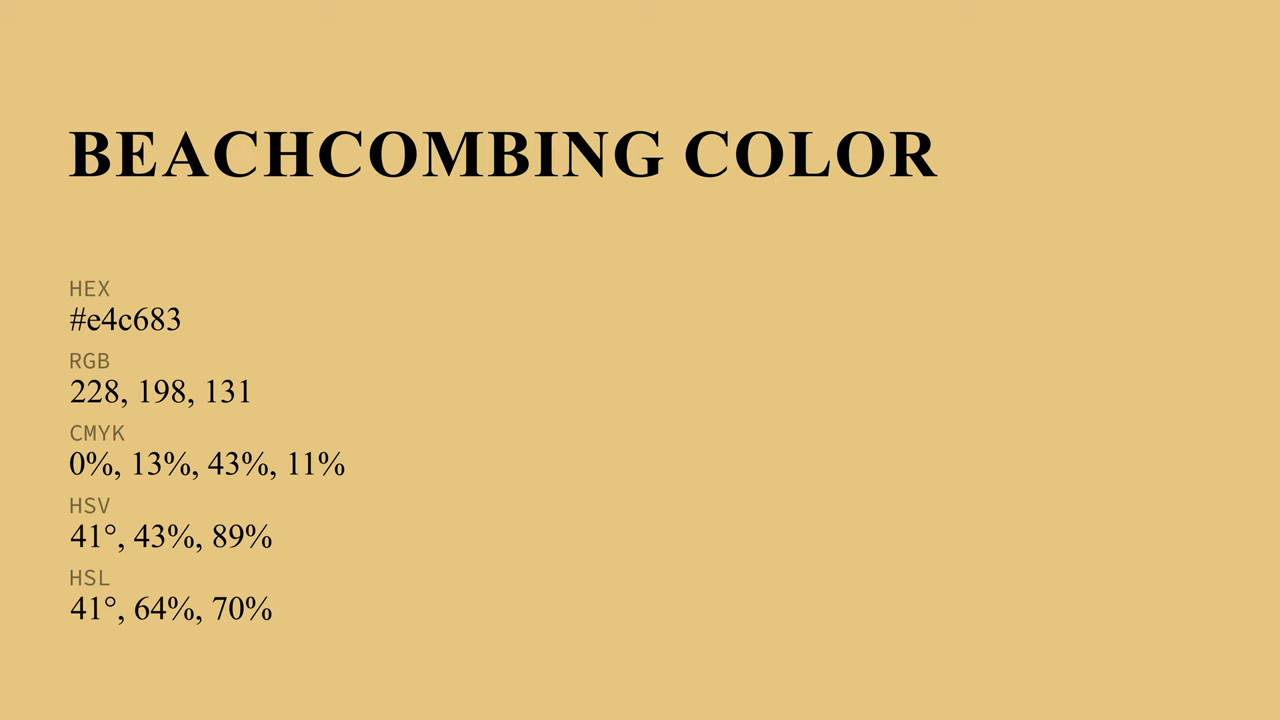 BEACHCOMBING COLOR
HEX
#e4c683
RGB
228, 198, 131
CMYK
0%, 13%, 43%, 11%
HSV
41°, 43%, 89%
HSL
41°, 64%, 70%